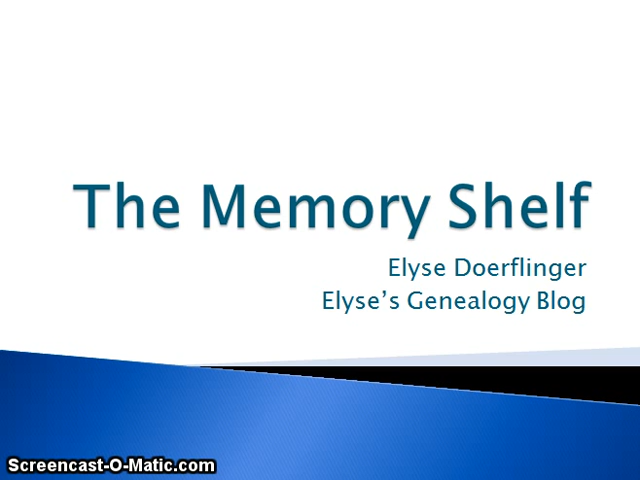 The Memory Shelf
Elyse Doerflinger
Elyse’s Genealogy Blog
Screencast-O-Matic.com